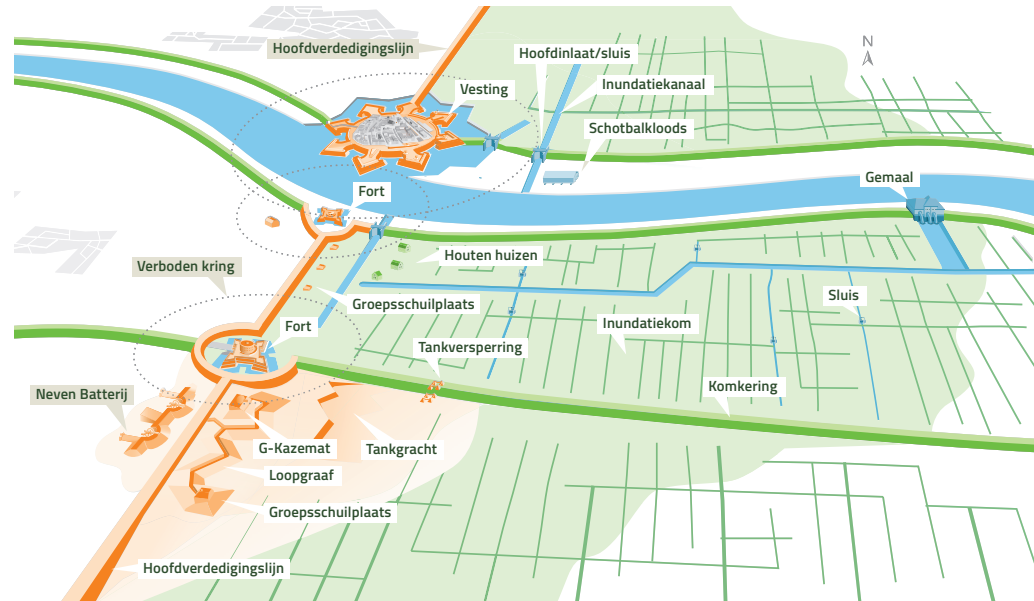 Hoofdverdedigingslijn
Hoofdinlaat/sluis
N
Vesting
Inundatiekanaal
Schotbalkloods
Gemaal
Fort
Houten huizen
Verboden kring
Groepsschuilplaats
Sluis
Fort
Inundatiekom
Tankversperring
Komkering
Neven Batterij
G-Kazemat
Tankgracht
Loopgraaf
Groepsschuilplaats
Hoofdverdedigingslijn